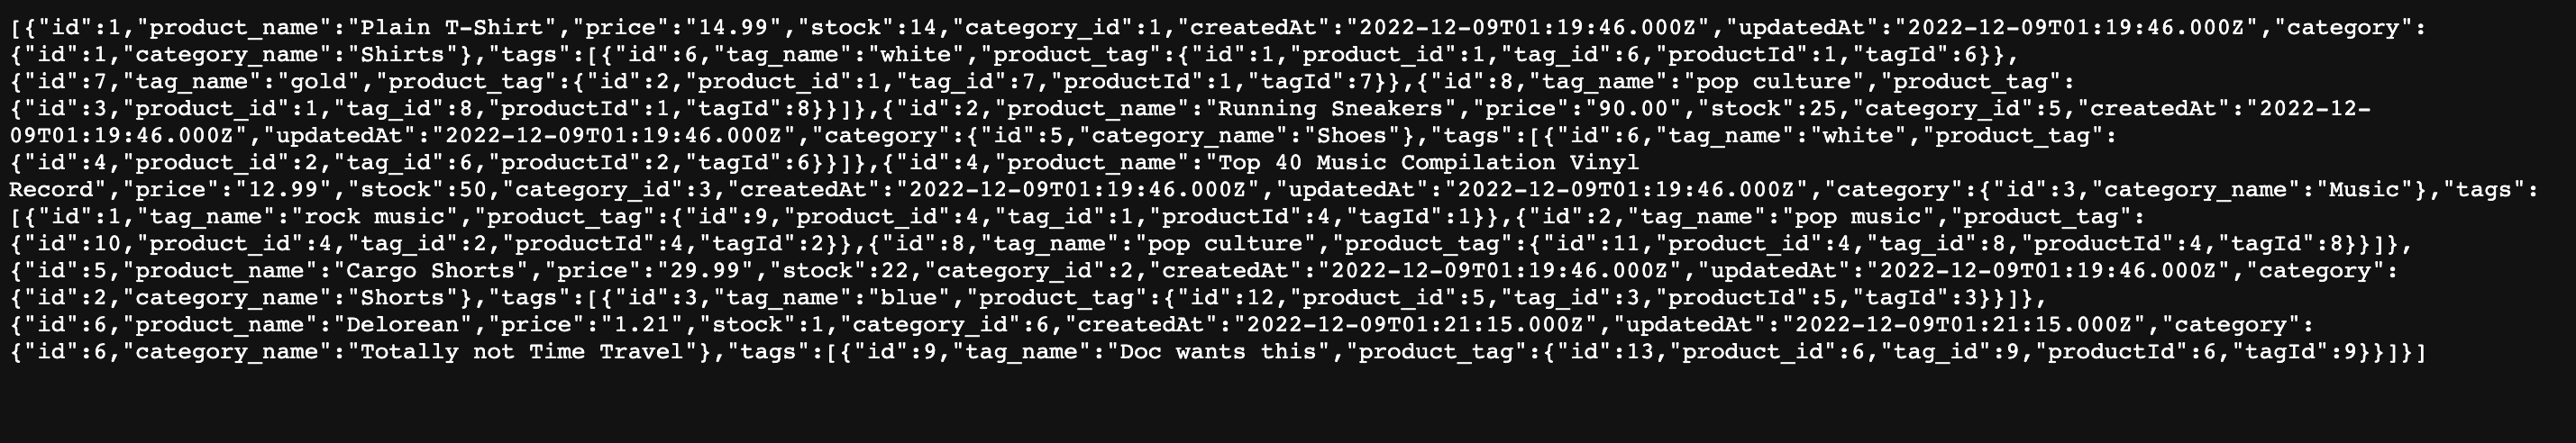 [{"id":1,"product_name":"Plain T-Shirt","price":"14.99","stock":14,"category_id":1,"createdAt":"2022-12-09T01:19:46.000Z","updatedAt":"2022-12-09T01:19:46.000Z","category":
{"id":1,"category_name":"Shirts"},"tags":[{"id":6,"tag_name":"white","product_tag":{"id":1,"product_id":1,"tag_id":6,"productId":1,"tagId":6}},
{"id":7,"tag_name":"gold","product_tag":{"id":2,"product_id":1,"tag_id":7,"productId":1,"tagId":7}},{"id":8,"tag_name":"pop culture","product_tag":
{"id":3,"product_id":1,"tag_id":8,"productId":1,"tagId":8}}]},{"id":2,"product_name":"Running Sneakers","price":"90.00","stock":25,"category_id":5,"createdAt":"2022-12-
09T01:19:46.000Z","updatedAt":"2022-12-09T01:19:46.000Z","category":{"id":5,"category_name":"Shoes"},"tags":[{"id":6,"tag_name":"white","product_tag":
{"id":4,"product_id":2,"tag_id":6,"productId":2,"tagId":6}}]},{"id":4,"product_name":"Top 40 Music Compilation Vinyl
Record","price":"12.99","stock":50,"category_id":3,"createdAt":"2022-12-09T01:19:46.000Z","updatedAt":"2022-12-09T01:19:46.000Z","category":{"id":3,"category_name":"Music"},"tags":
[{"id":1,"tag_name":"rock music","product_tag":{"id":9,"product_id":4,"tag_id":1,"productId":4,"tagId":1}},{"id":2,"tag_name":"pop music","product_tag":
{"id":10,"product_id":4,"tag_id":2,"productId":4,"tagId":2}},{"id":8,"tag_name":"pop culture","product_tag":{"id":11,"product_id":4,"tag_id":8,"productId":4,"tagId":8}}]},
{"id":5,"product_name":"Cargo Shorts","price":"29.99","stock":22,"category_id":2,"createdAt":"2022-12-09T01:19:46.000Z","updatedAt":"2022-12-09T01:19:46.000Z","category":
{"id":2,"category_name":"Shorts"},"tags":[{"id":3,"tag_name":"blue","product_tag":{"id":12,"product_id":5,"tag_id":3,"productId":5,"tagId":3}}]},
{"id":6,"product_name":"Delorean","price":"1.21","stock":1,"category_id":6,"createdAt":"2022-12-09T01:21:15.000Z","updatedAt":"2022-12-09T01:21:15.000Z","category":
{"id":6,"category_name":"Totally not Time Travel"},"tags":[{"id":9,"tag_name":"Doc wants this","product_tag":{"id":13,"product_id":6,"tag_id":9,"productId":6,"tagId":9}}]}]